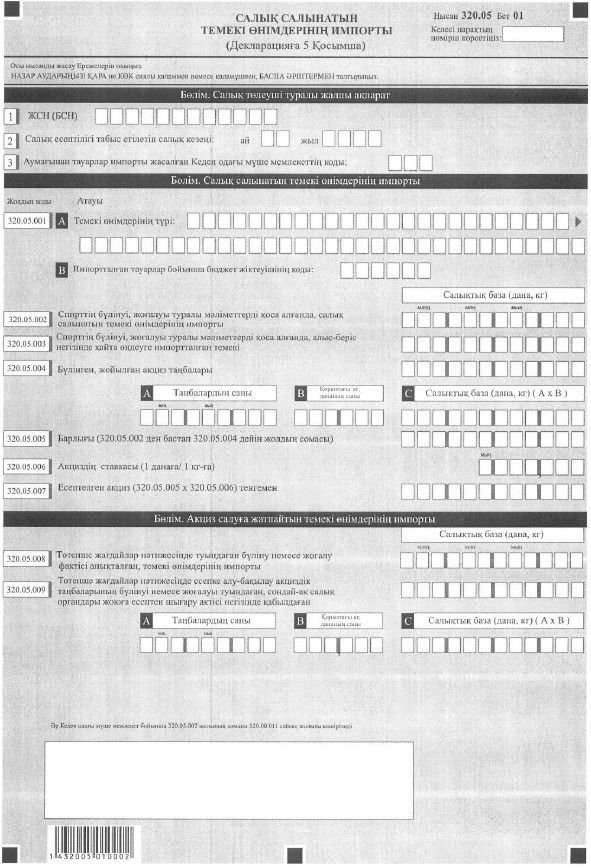 САЛЫҚ САЛЫНАТЫН
ТЕМЕКІ ӨНІМДЕРІНІҢ ИМПОРТЫ
(Декларацияға 5 Қосымша)
Нысан 320.05 Бет 01
Келесі парақтың
нөмірін көрсетіңіз:
Осы нысанды жасау Ережелерін оқыңыз.
НАЗАР АУДАРЫҢЫЗ! ҚАРА не КӨК сиялы қаламмен немесе қаламұшпен, БАСПА ӘРІПТЕРМЕН толтырыңыз.
Бөлім. Салық төлеуші туралы жалпы ақпарат
1 ЖСН (БСН)
2 Салық есептілігі табыс етілетін салық кезеңі: ай жыл
3 Аумағынан тауарлар импорты жасалған Кеден одағы мүше мемлекеттің коды:
Бөлім. Салық салынатын темекі өнімдерінің импорты
Жолдың коды Атауы
320.05.001 A Темекі өнімдерінің түрі:
B Импортталған тауарлар бойынша бюджет жіктеуішінің коды:
Салықтық база (дана, кг)
млрд млн мың
320.05.002 Спирттің бүлінуі, жоғалуы туралы мәліметтерді қоса алғанда, салық
салынатын темекі өнімдерінің импорты
320.05.003 Спирттің бүлінуі, жоғалуы туралы мәліметтерді қоса алғанда, алыс-беріс
негізінде қайта өңдеуге импортталған темекі
320.05.004 Бүлінген, жойылған акциз таңбалары
A Таңбалардың саны B Қораптағы кг, дананың саны C Салықтық база (дана, кг) ( A x B )
млн мың
320.05.005 Барлығы (320.05.002 ден бастап 320.05.004 дейін жолдың сомасы)
мың
320.05.006 Акциздің ставкасы (1 данаға/ 1 кг-ға)
320.05.007 Есептелген акциз (320.05.005 x 320.05.006) теңгемен
Бөлім. Акциз салуға жатпайтын темекі өнімдерінің импорты
Салықтық база (дана, кг)
млрд млн мың
320.05.008 Төтенше жағдайлар нәтижесінде туындаған бүліну немесе жоғалу
фактісі анықталған, темекі өнімдерінің импорты
320.05.009 Төтенше жағдайлар нәтижесінде есепке алу-бақылау акциздік
таңбаларының бүлінуі немесе жоғалуы туындаған, сондай-ақ салық
органдары жоюға есептен шығару актісі негізінде қабылдаған
A Таңбалардың саны B Қораптағы кг, дананың саны C Салықтық база (дана, кг) ( A x B )
млн мың
Әр Кеден одағы мүше мемлекет бойынша 320.05.007 жолының сомасы 320.00.011 сәйкес жолына көшіріледі
1 432005 010002